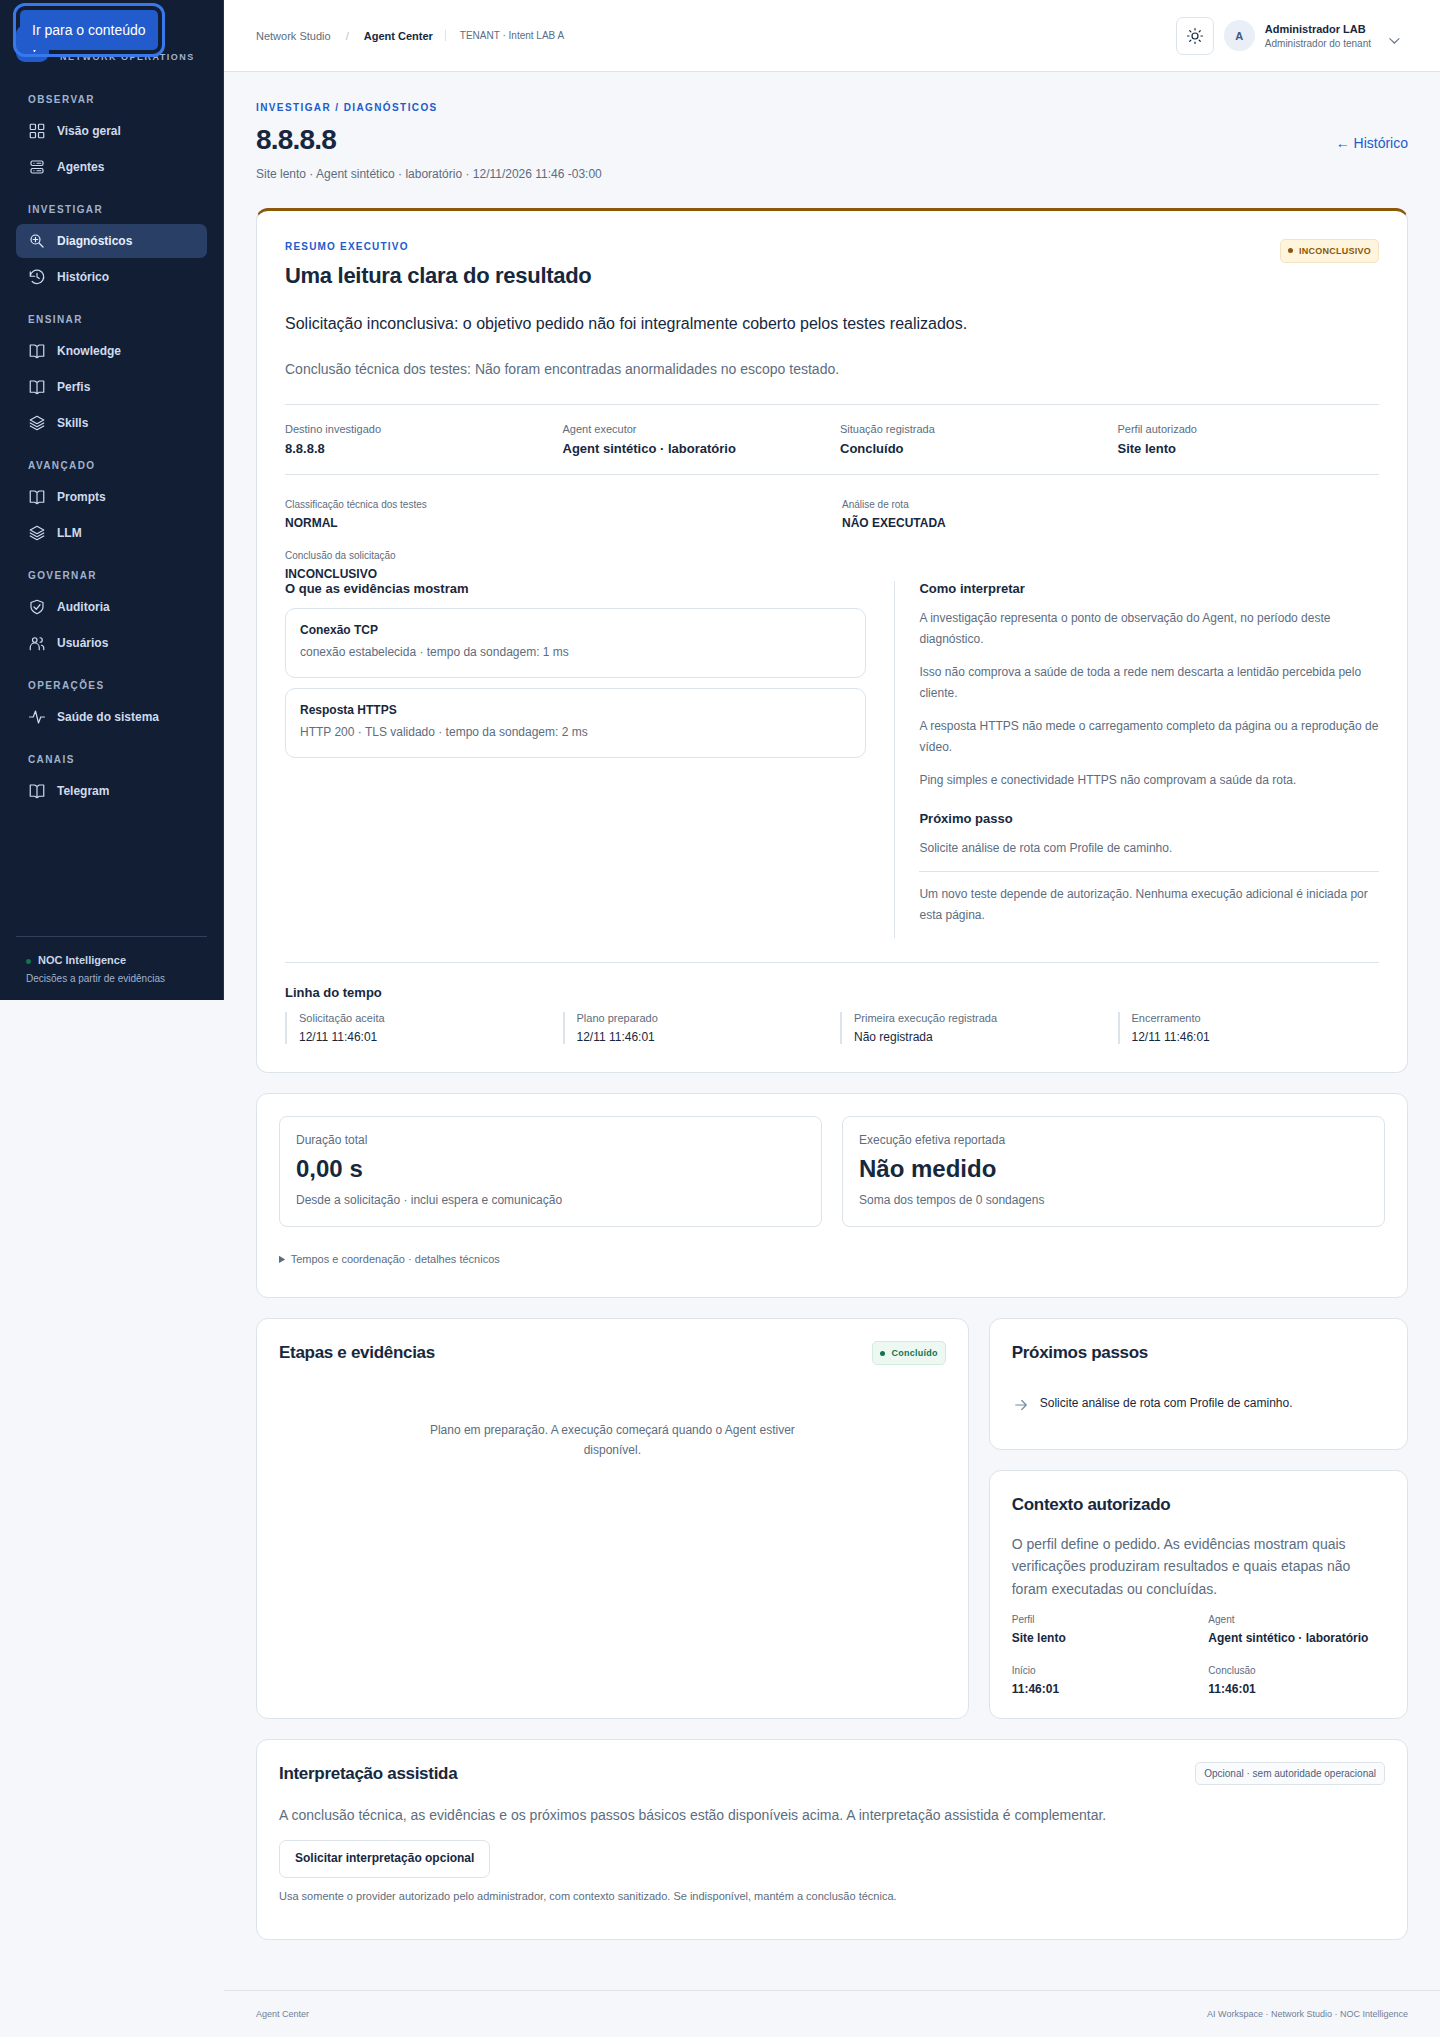 Ir para o conteúdo
NETWORK OPERATIONS
OBSERVAR
Visão geral
Agentes
INVESTIGAR
Diagnósticos
Histórico
ENSINAR
Knowledge
Perfis
Skills
AVANÇADO
Prompts
LLM
GOVERNAR
Auditoria
Usuários
OPERAÇÕES
Saúde do sistema
CANAIS
Telegram
NOC Intelligence
Decisões a partir de evidências
Network Studio / Agent Center TENANT · Intent LAB A
A
Administrador LAB
Administrador do tenant
INVESTIGAR / DIAGNÓSTICOS
8.8.8.8
← Histórico
Site lento · Agent sintético · laboratório · 12/11/2026 11:46 -03:00
RESUMO EXECUTIVO
INCONCLUSIVO
Uma leitura clara do resultado
Solicitação inconclusiva: o objetivo pedido não foi integralmente coberto pelos testes realizados.
Conclusão técnica dos testes: Não foram encontradas anormalidades no escopo testado.
Destino investigado
8.8.8.8
Agent executor
Agent sintético · laboratório
Situação registrada
Concluído
Perfil autorizado
Site lento
Classificação técnica dos testes
NORMAL
Análise de rota
NÃO EXECUTADA
Conclusão da solicitação
INCONCLUSIVO
O que as evidências mostram
Conexão TCP
conexão estabelecida · tempo da sondagem: 1 ms
Resposta HTTPS
HTTP 200 · TLS validado · tempo da sondagem: 2 ms
Como interpretar
A investigação representa o ponto de observação do Agent, no período deste
diagnóstico.
Isso não comprova a saúde de toda a rede nem descarta a lentidão percebida pelo
cliente.
A resposta HTTPS não mede o carregamento completo da página ou a reprodução de
vídeo.
Ping simples e conectividade HTTPS não comprovam a saúde da rota.
Próximo passo
Solicite análise de rota com Profile de caminho.
Um novo teste depende de autorização. Nenhuma execução adicional é iniciada por
esta página.
Linha do tempo
Solicitação aceita
12/11 11:46:01
Plano preparado
12/11 11:46:01
Primeira execução registrada
Não registrada
Encerramento
12/11 11:46:01
Duração total
0,00 s
Desde a solicitação · inclui espera e comunicação
Execução efetiva reportada
Não medido
Soma dos tempos de 0 sondagens
Tempos e coordenação · detalhes técnicos
Etapas e evidências
Concluído
Plano em preparação. A execução começará quando o Agent estiver
disponível.
Próximos passos
Solicite análise de rota com Profile de caminho.
Contexto autorizado
O perfil define o pedido. As evidências mostram quais
verificações produziram resultados e quais etapas não
foram executadas ou concluídas.
Perfil
Site lento
Agent
Agent sintético · laboratório
Início
11:46:01
Conclusão
11:46:01
Interpretação assistida
Opcional · sem autoridade operacional
A conclusão técnica, as evidências e os próximos passos básicos estão disponíveis acima. A interpretação assistida é complementar.
Solicitar interpretação opcional
Usa somente o provider autorizado pelo administrador, com contexto sanitizado. Se indisponível, mantém a conclusão técnica.
Agent Center
AI Workspace · Network Studio · NOC Intelligence